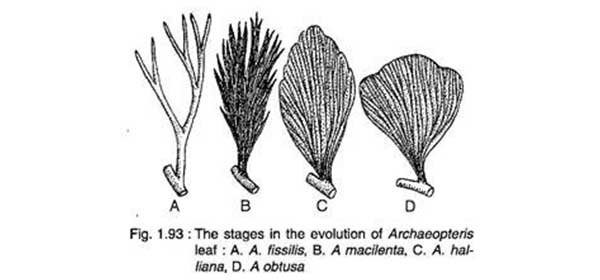 A B C D
Fig. 1.93 : The stages in the evolution of Archaeopteris
leaf : A. A. fissilis, B. A macilenta, C. A. hal-
liana, D. A obtusa